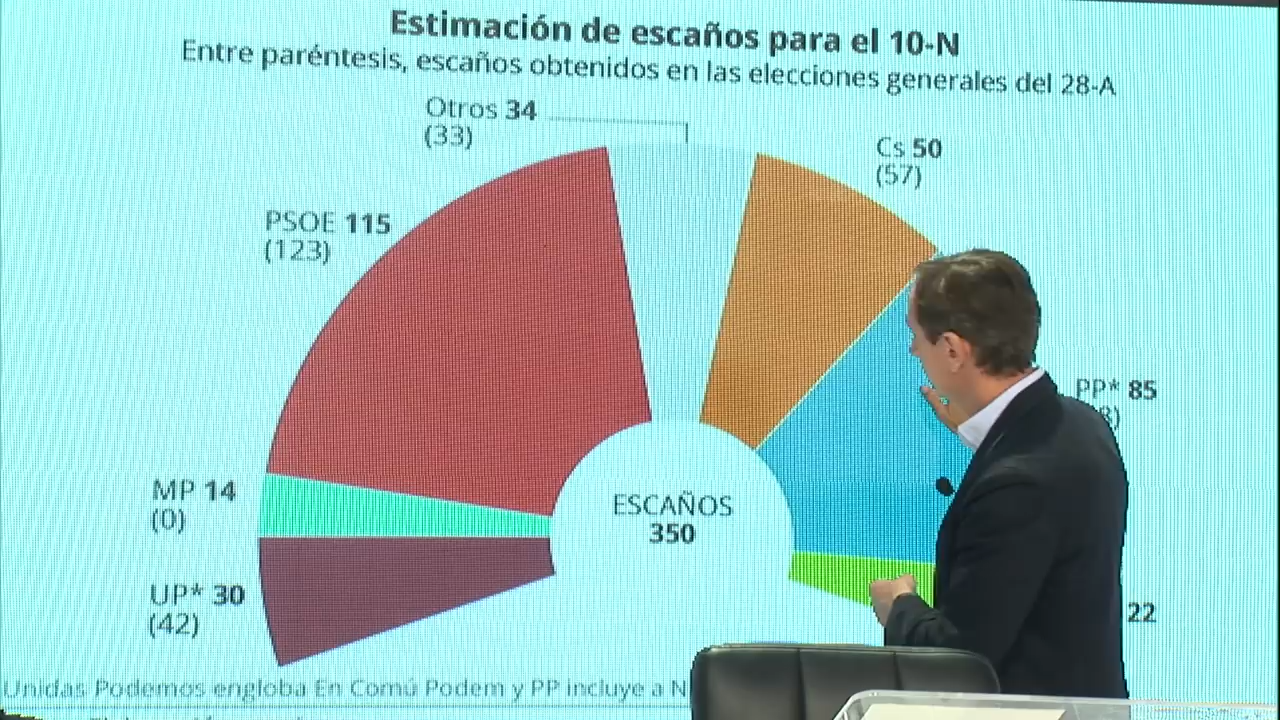 Estimación de escaños para el 10-N
Entre paréntesis, escaños obtenidos en las elecciones generales del 28-A
Otros 34
(33)
Cs 50
(57)
PSOE 115
(123)
PP* 85
8)
MP 14
(0)
ESCAÑOS
350
UP* 30
(42)
22
Unidas Podemos engloba En Comú Podem y PP incluye a N